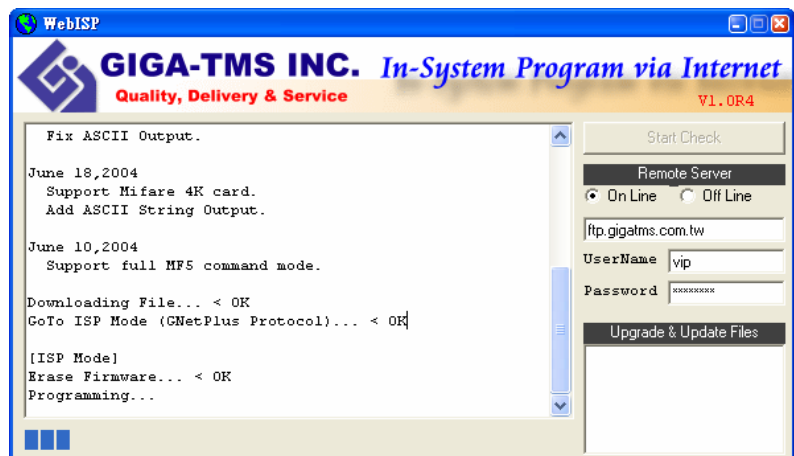 WebISP
GIGA-TMS INC.
Quality, Delivery & Service
In-System Program via Internet
V1.0R4
Fix ASCII Output.
June 18,2004
Support Mifare 4K card.
Add ASCII String Output.
June 10,2004
Support full MF5 command mode.
Downloading File... < OK
GoTo ISP Mode (GNetPlus Protocol)... < OK
[ISP Mode]
Erase Firmware... < OK
Programming...
Start Check
Remote Server
On Line
Off Line
ftp.gigatms.com.tw
UserName vip
Password xxxxxxxx
Upgrade & Update Files